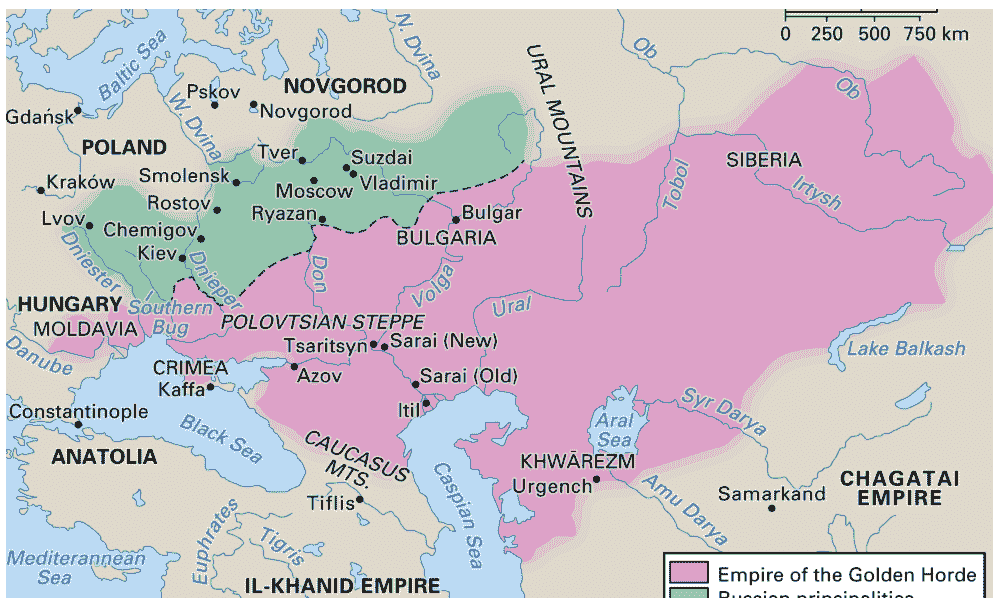 Ob
0 250 500 750 km
N. Dvina
Baltic Sea
URAL MOUNTAINS
Ob
Pskov
NOVGOROD
Novgorod
Gdańsk
W. Dvina
POLAND
Tver
Suzdai
SIBERIA
Kraków
Smolensk
Moscow
Vladimir
Tobol
Irtysh
Rostov
Lvov
Ryazan
Bulgar
Chemigov
BULGARIA
Kiev
Dniester
Dnieper
Don
Volga
HUNGARY
Southern
Bug
Ural
MOLDAVIA
POLOVTSIAN STEPPE
Danube
Tsaritsyn
Sarai (New)
Lake Balkash
CRIMEA
Azov
Sarai (Old)
Kaffa
Constantinople
Itil
Syr Darya
Black Sea
Aral
Sea
ANATOLIA
CAUCASUS
MTS.
KHWĀREZM
Urgench
Caspian Sea
Amu Darya
Samarkand
CHAGATAI
EMPIRE
Tiflis
Euphrates
Tigris
Mediterannean
Sea
IL-KHANID EMPIRE
Empire of the Golden Horde
Russian principalities